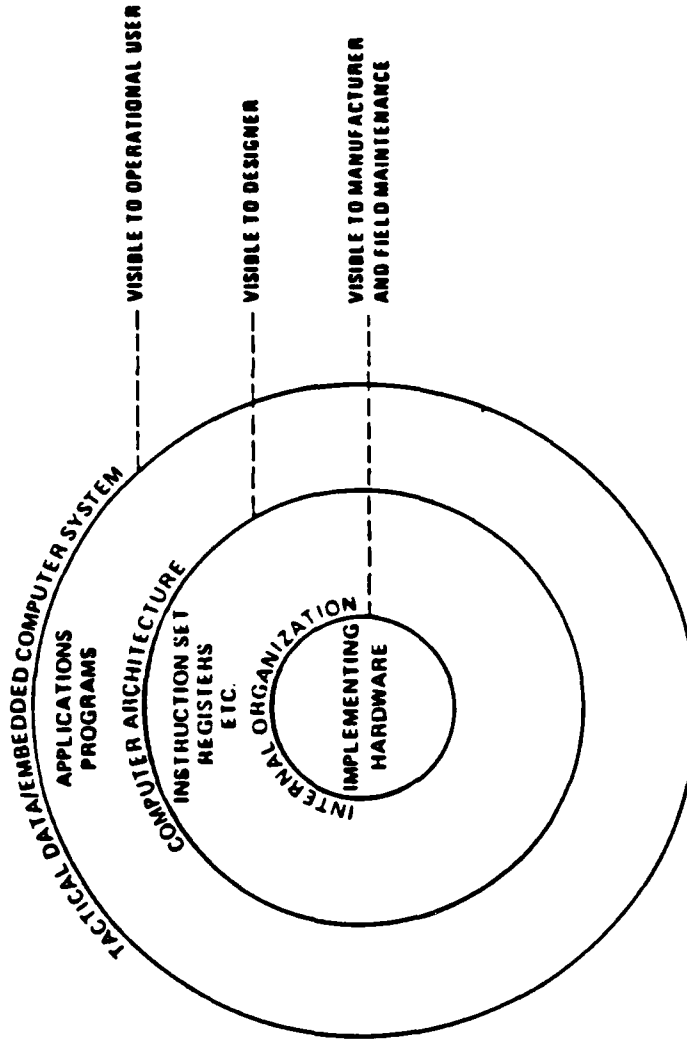 TACTICAL DATA/EMBEDDED COMPUTER SYSTEM
APPLICATIONS
PROGRAMS
COMPUTER ARCHITECTURE
INSTRUCTION SET
REGISTERS
ETC.
INTERNAL ORGANIZATION
IMPLEMENTING
HARDWARE
VISIBLE TO OPERATIONAL USER
VISIBLE TO DESIGNER
VISIBLE TO MANUFACTURER
AND FIELD MAINTENANCE